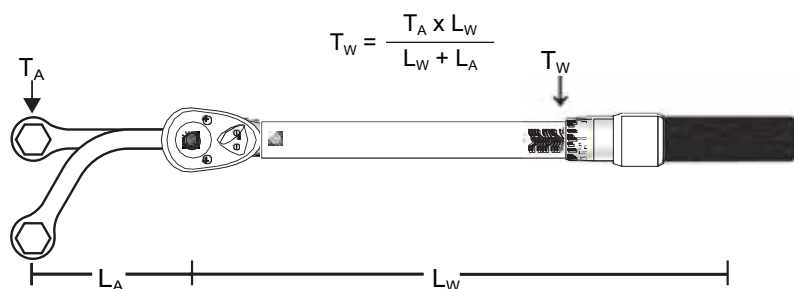 T_W = T_A x L_W
L_W + L_A
T_A
T_W
L_A
L_W